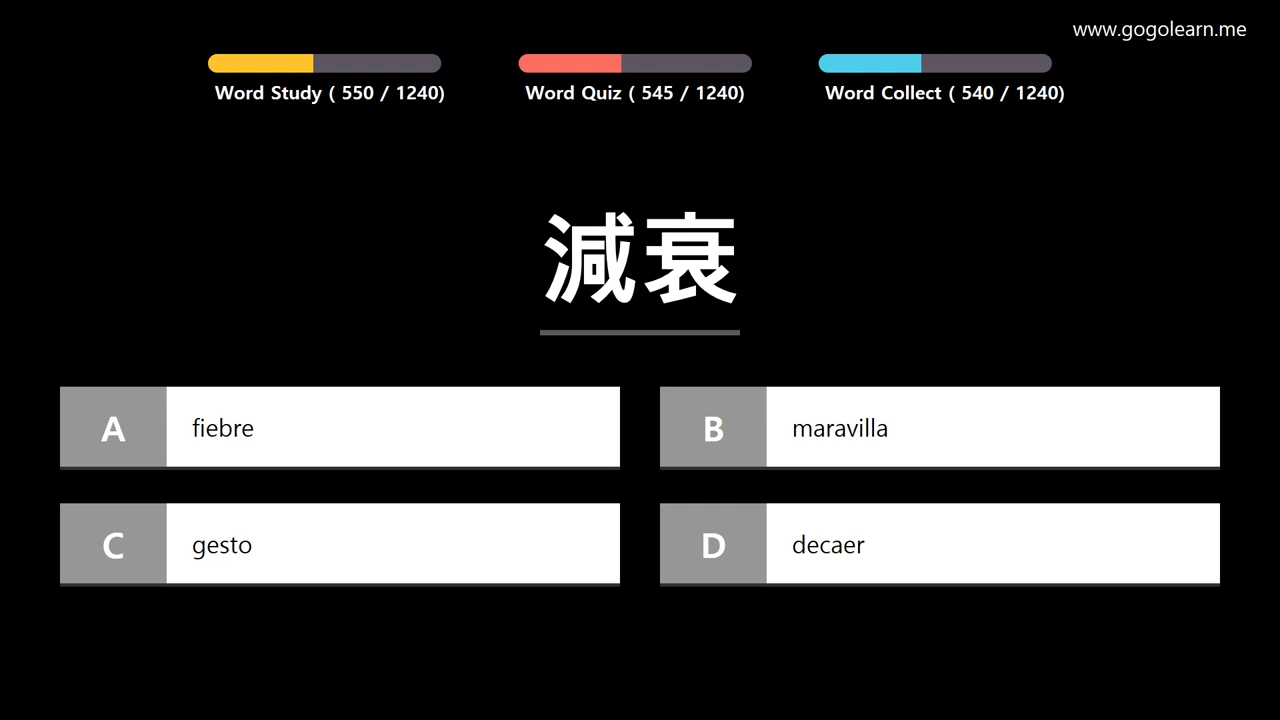 www.gogolearn.me
Word Study ( 550 / 1240)
Word Quiz ( 545 / 1240)
Word Collect ( 540 / 1240)
減衰
A fiebre
B maravilla
C gesto
D decaer